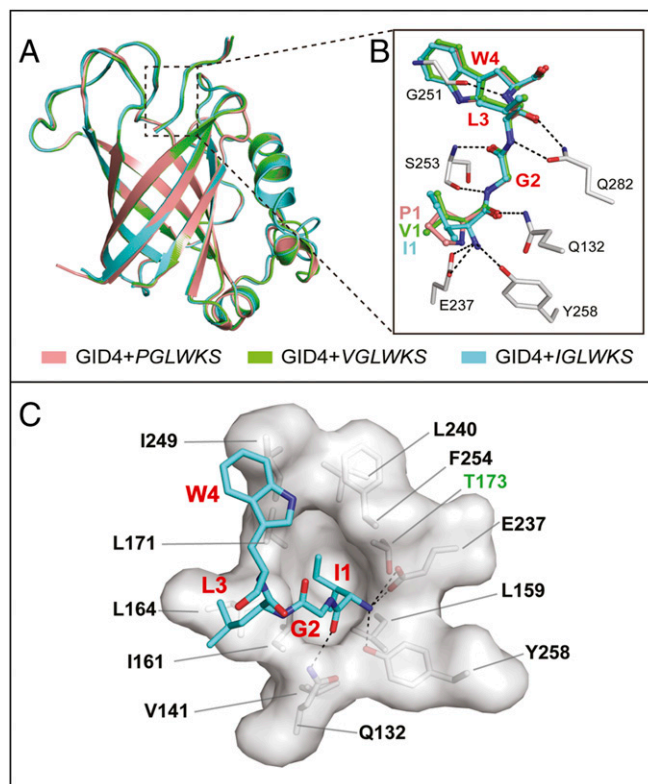 A
B
W4
G251
L3
S253
G2
Q282
P1
V1
I1
Q132
E237
Y258
GID4+PGLWKS GID4+VGLWKS GID4+IGLWKS
C
I249
L240
F254
W4
T173
E237
L171
I1
L3
L159
L164
G2
I161
Y258
V141
Q132